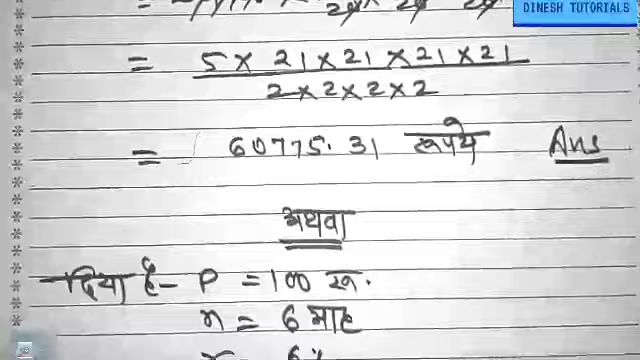 DINESH TUTORIALS
= 5 × 21 × 21 × 21 × 21
2 × 2 × 2 × 2
= 60775.31 रूपये Ans
अथवा
दिया है - P = 100 रू.
n = 6 माह